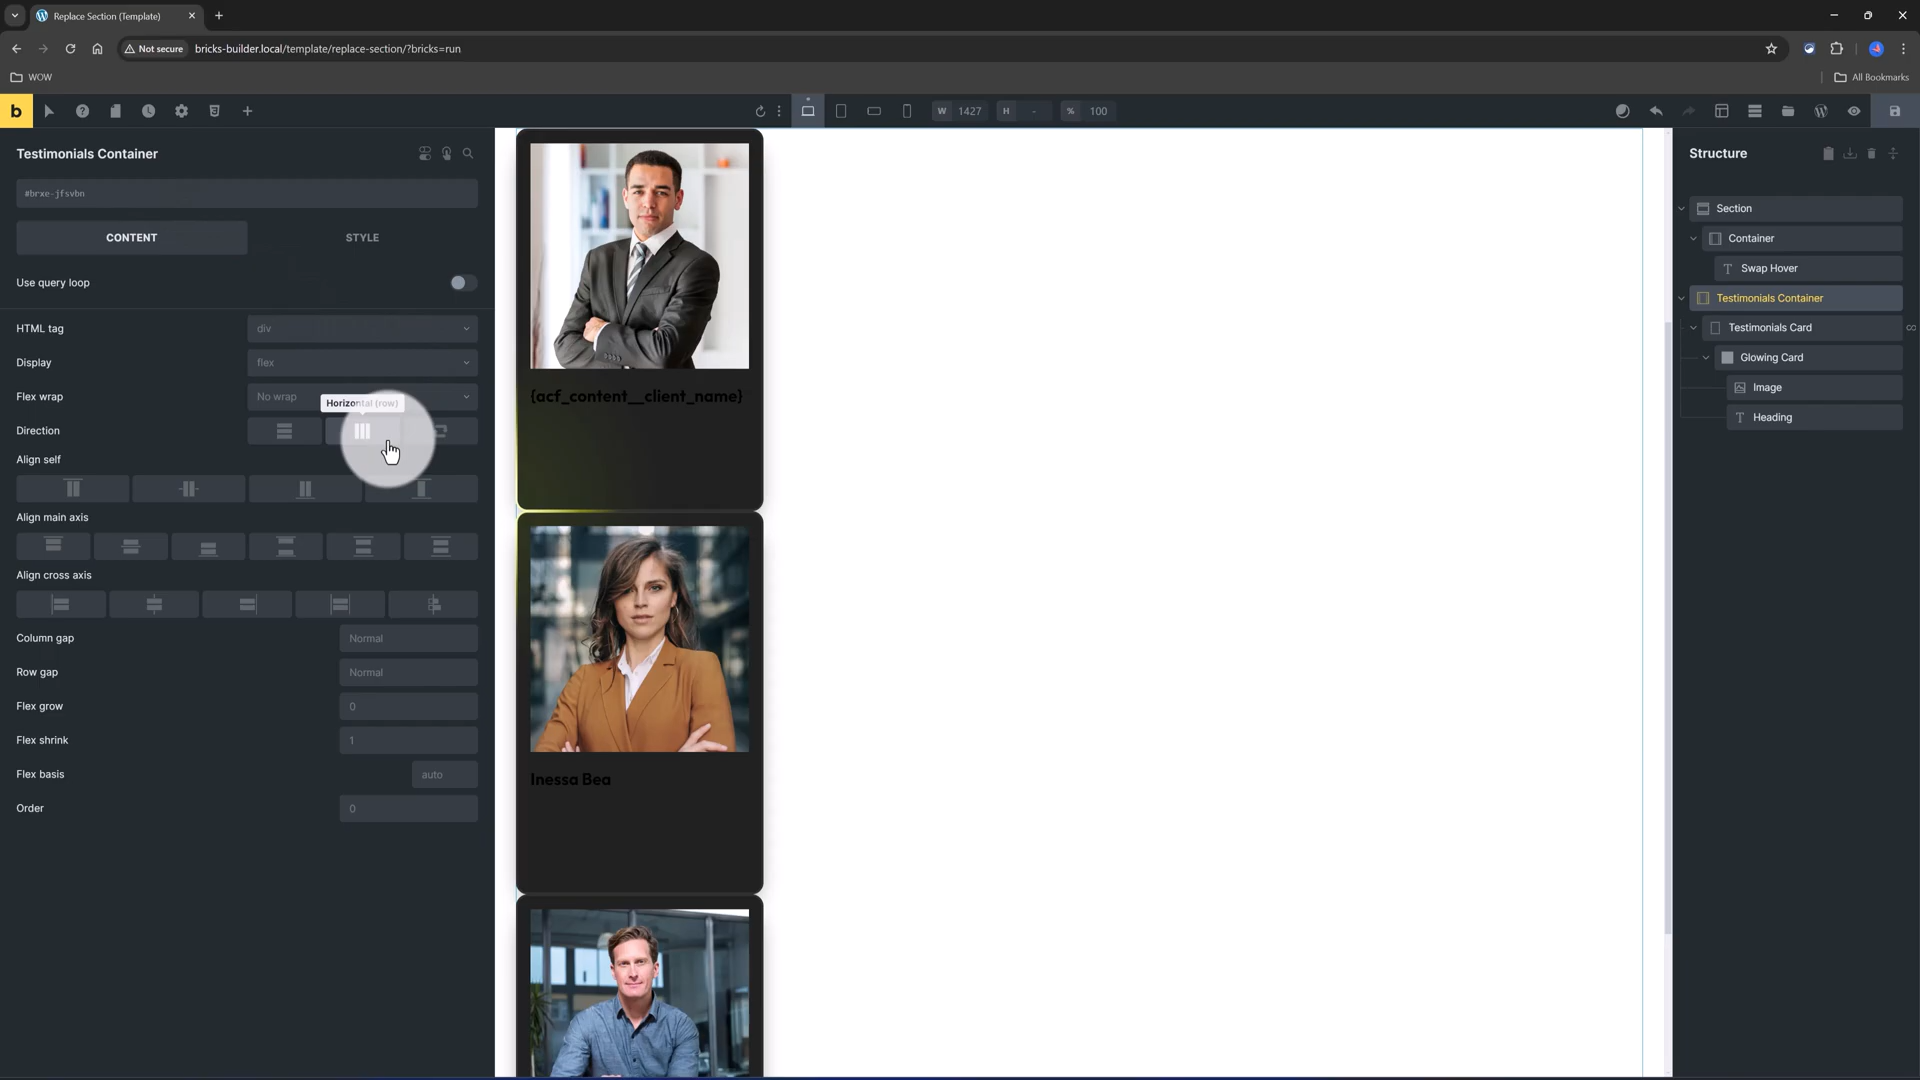 Replace Section (Template)
Not secure
bricks-builder.local/template/replace-section/?bricks=run
WOW
All Bookmarks
b
W 1427 H - % 100
Testimonials Container
#brxe-jfsvbn
CONTENT
STYLE
Use query loop
HTML tag
div
Display
flex
Flex wrap
No wrap
Horizontal (row)
Direction
Align self
Align main axis
Align cross axis
Column gap
Normal
Row gap
Normal
Flex grow
0
Flex shrink
1
Flex basis
auto
Order
0
{acf_content__client_name}
Inessa Bea
Structure
Section
Container
Swap Hover
Testimonials Container
Testimonials Card
Glowing Card
Image
Heading